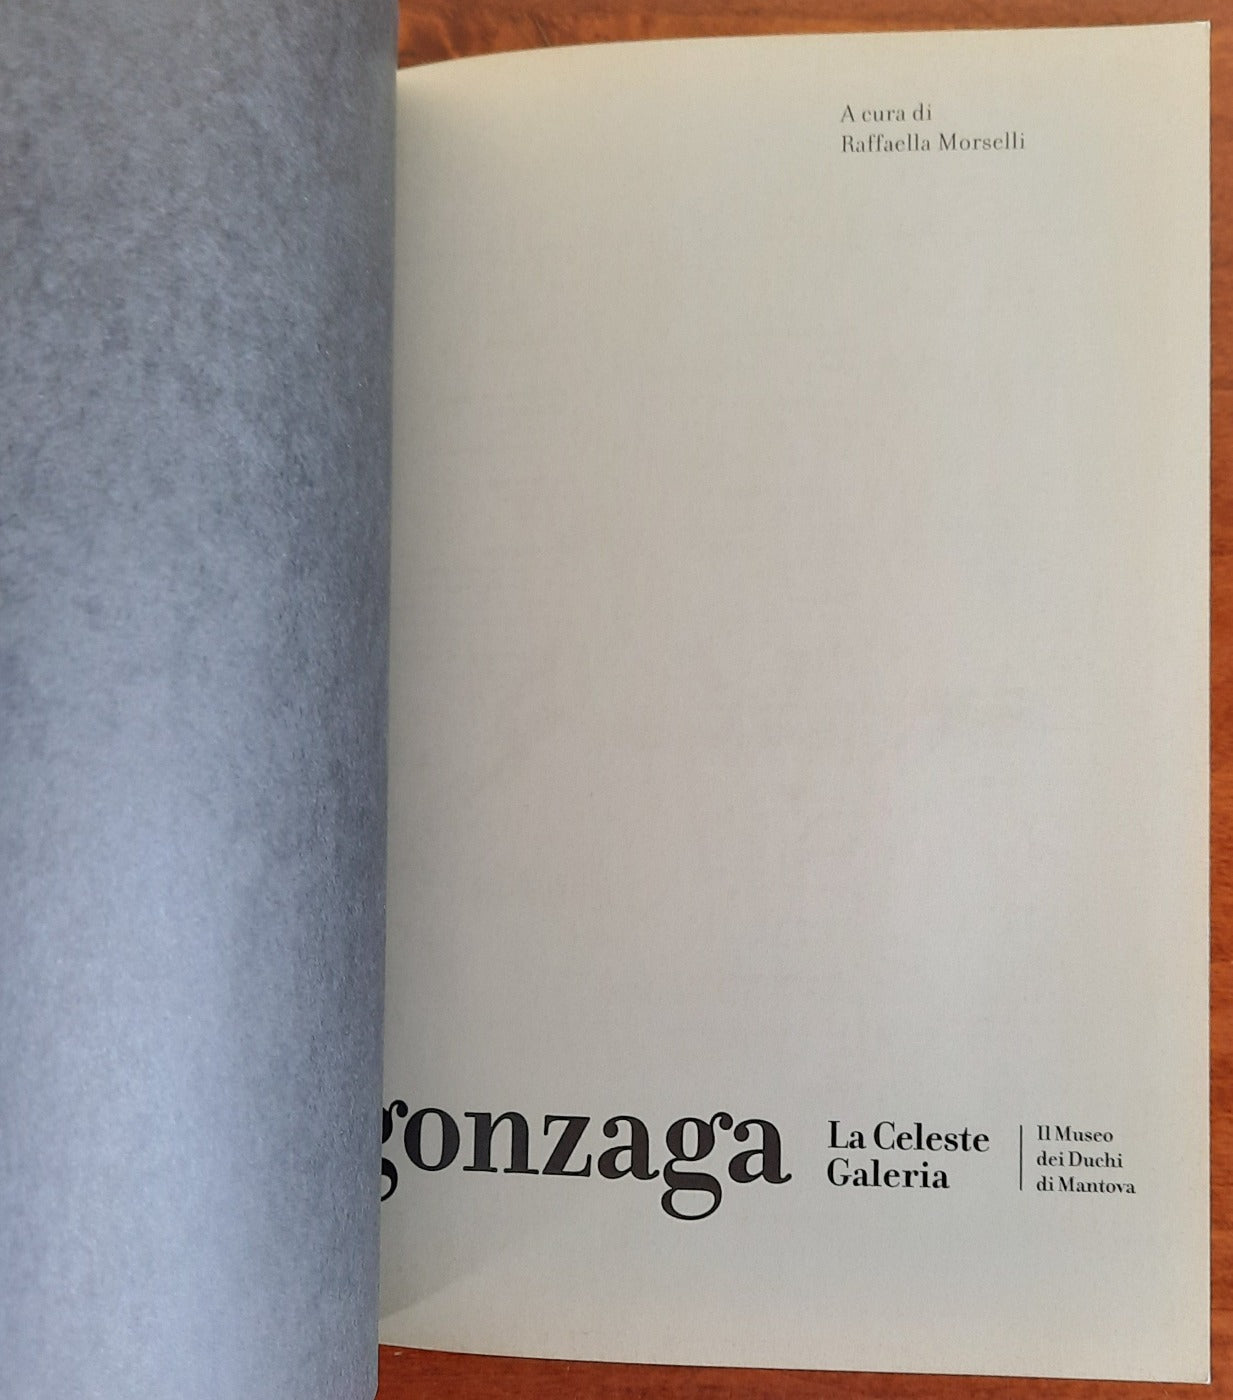 A cura di
Raffaella Morselli
gonzaga
La Celeste
Galeria
Il Museo
dei Duchi
di Mantova